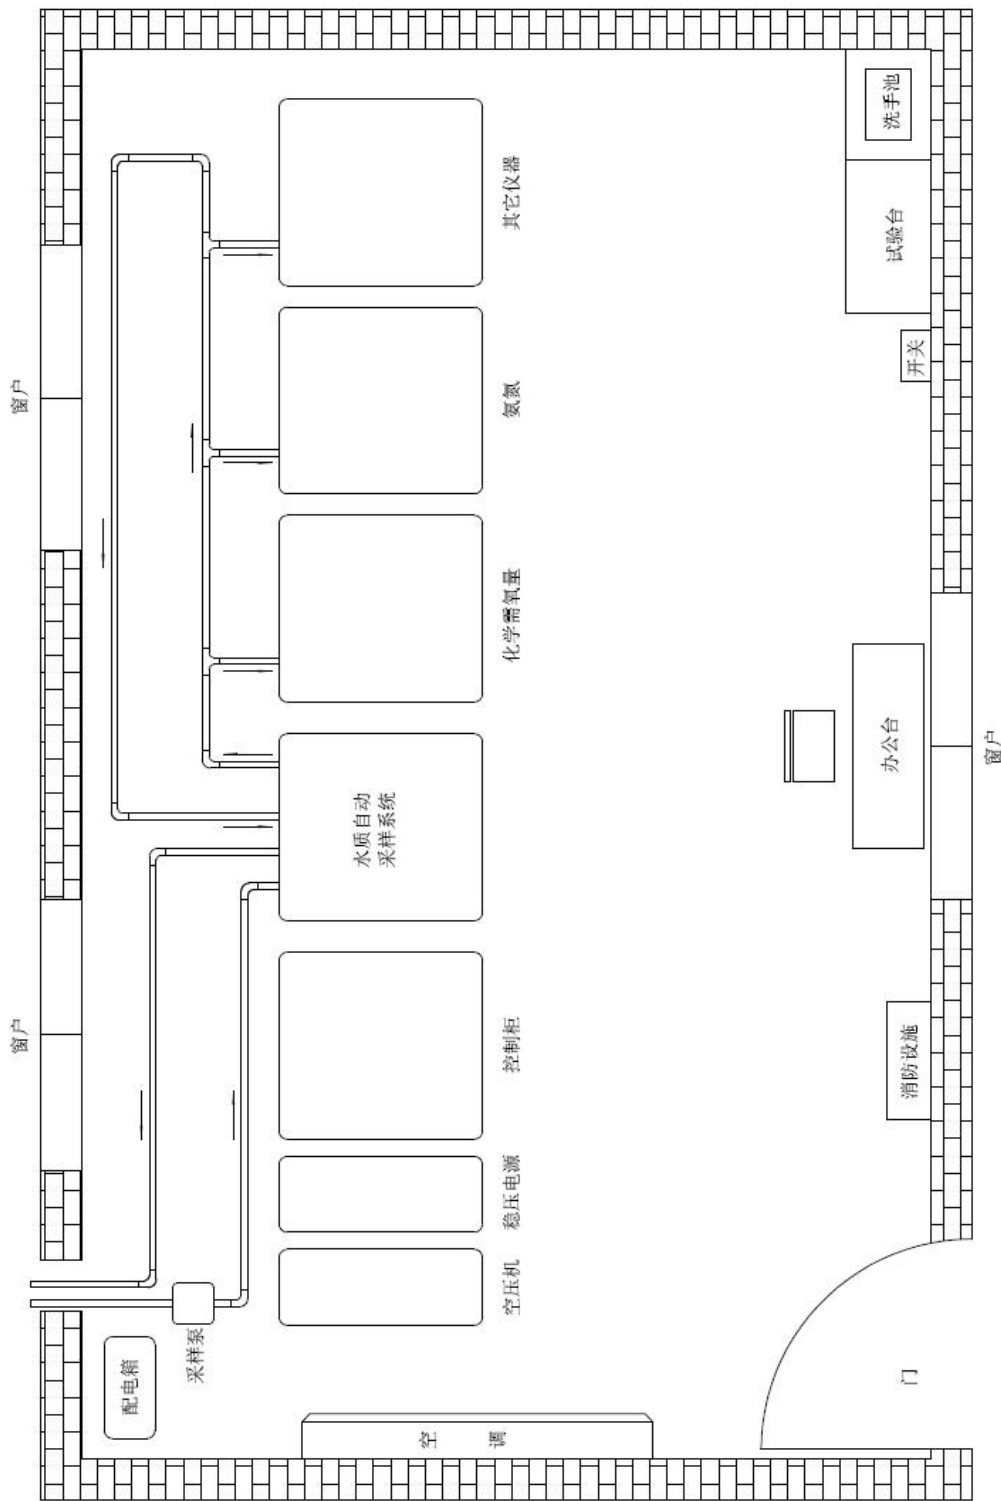 窗户
窗户
配电箱
采样泵
空压机
稳压电源
控制柜
水质自动
采样系统
化学需氧量
氨氮
其它仪器
空 调
门
消防设施
办公台
开关
试验台
洗手池
窗户